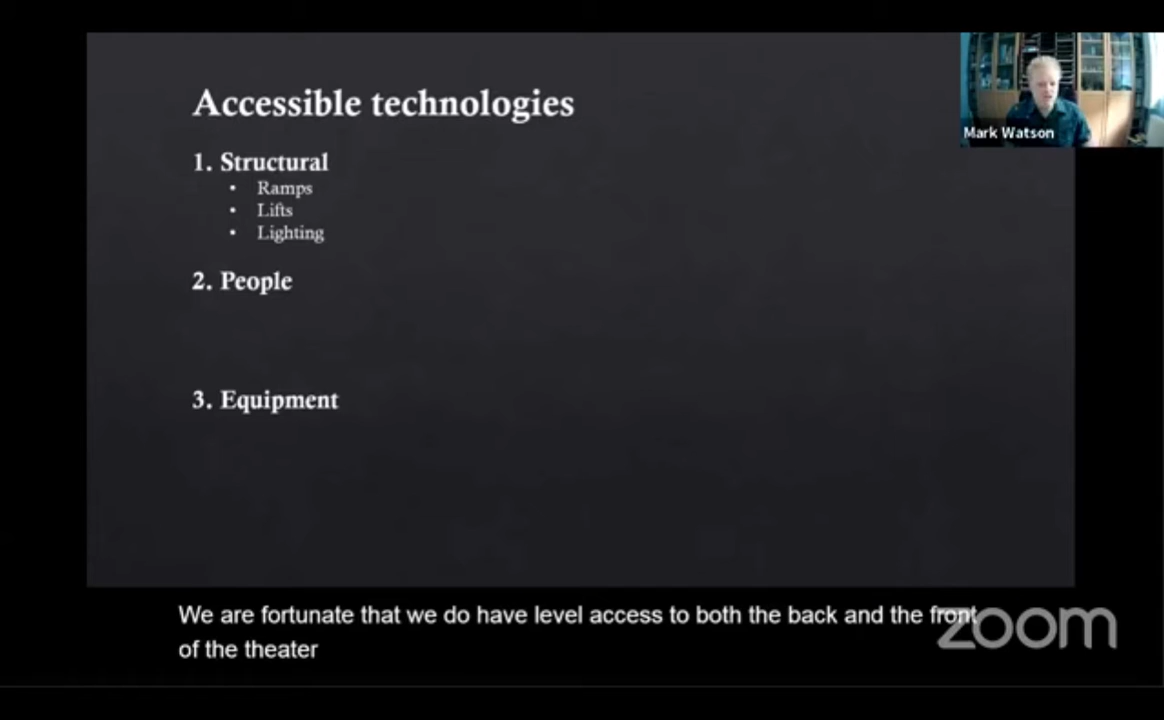 Accessible technologies
1. Structural
• Ramps
• Lifts
• Lighting
2. People
3. Equipment
Mark Watson
We are fortunate that we do have level access to both the back and the front
of the theater
zoom